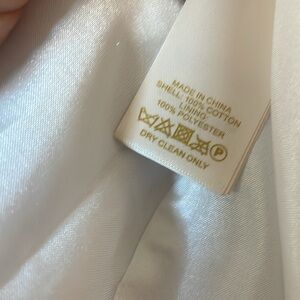 MADE IN CHINA
SHELL: 100% COTTON
LINING:
100% POLYESTER
P
DRY CLEAN ONLY